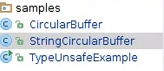 samples
CircularBuffer
StringCircularBuffer
TypeUnsafeExample